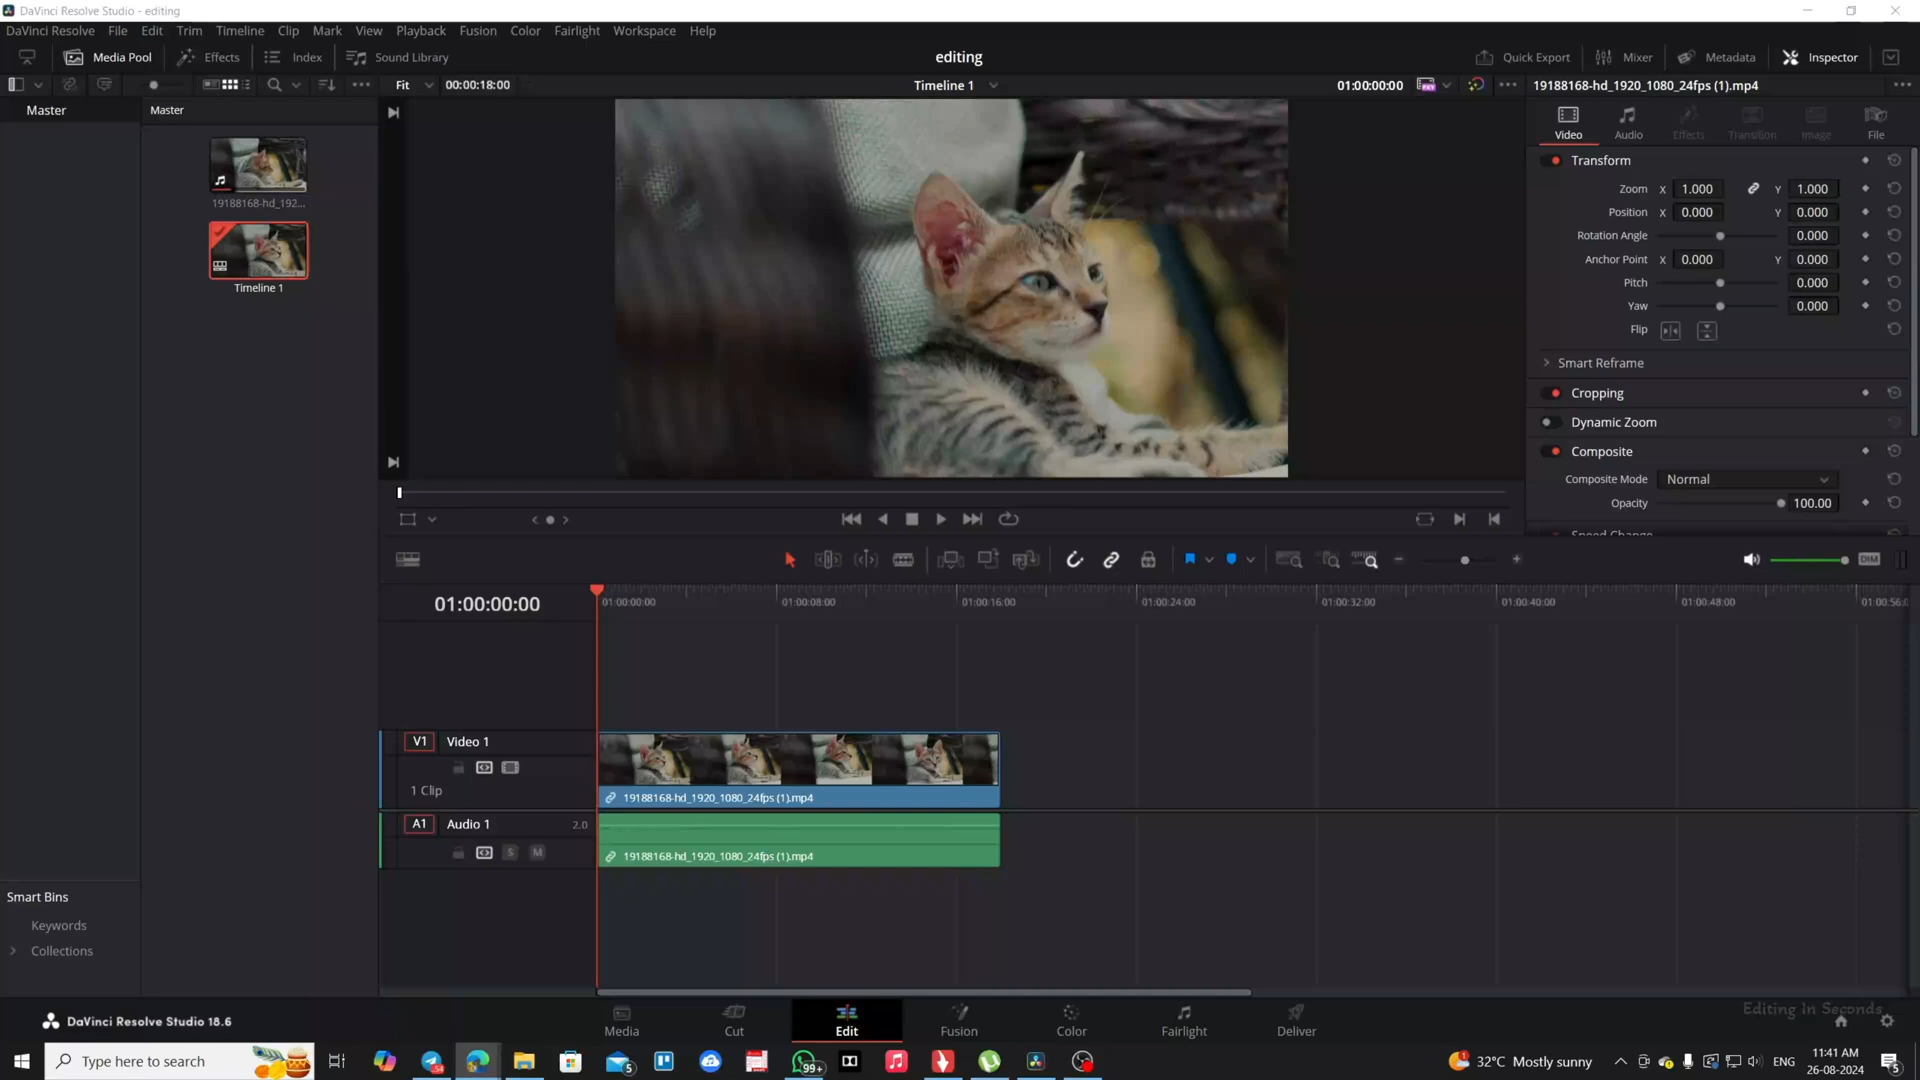 DaVinci Resolve Studio - editing
DaVinci Resolve File Edit Trim Timeline Clip Mark View Playback Fusion Color Fairlight Workspace Help
Media Pool Effects Index Sound Library editing Quick Export Mixer Metadata Inspector
Fit 00:00:18:00 Timeline 1 01:00:00:00 19188168-hd_1920_1080_24fps (1).mp4
Master Master
Video Audio Effects Transition Image File
19188168-hd_192...
Timeline 1
Transform
Zoom X 1.000 Y 1.000
Position X 0.000 Y 0.000
Rotation Angle 0.000
Anchor Point X 0.000 Y 0.000
Pitch 0.000
Yaw 0.000
Flip
Smart Reframe
Cropping
Dynamic Zoom
Composite
Composite Mode Normal
Opacity 100.00
Speed Change
DIM
01:00:00:00
01:00:00:00 01:00:08:00 01:00:16:00 01:00:24:00 01:00:32:00 01:00:40:00 01:00:48:00 01:00:56:0
V1 Video 1
1 Clip
19188168-hd_1920_1080_24fps (1).mp4
A1 Audio 1 2.0
S M
19188168-hd_1920_1080_24fps (1).mp4
Smart Bins
Keywords
Collections
Editing In Seconds
DaVinci Resolve Studio 18.6
Media Cut Edit Fusion Color Fairlight Deliver
Type here to search
54
5
99+
1
32°C Mostly sunny
ENG
11:41 AM
26-08-2024
5